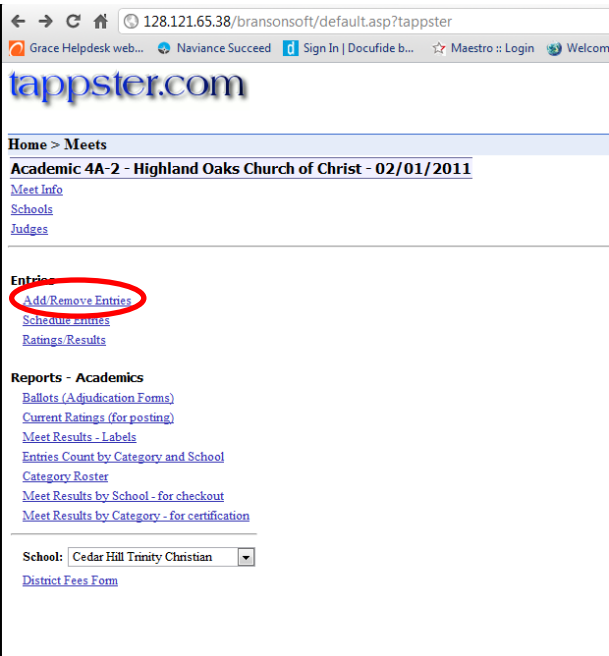 128.121.65.38/bransonsoft/default.asp?tappster
Grace Helpdesk web... Naviance Succeed Sign In | Docufide b... Maestro :: Login Welcom
tappster.com
Home > Meets
Academic 4A-2 - Highland Oaks Church of Christ - 02/01/2011
Meet Info
Schools
Judges
Entries
Add/Remove Entries
Schedule Entries
Ratings/Results
Reports - Academics
Ballots (Adjudication Forms)
Current Ratings (for posting)
Meet Results - Labels
Entries Count by Category and School
Category Roster
Meet Results by School - for checkout
Meet Results by Category - for certification
School: Cedar Hill Trinity Christian
District Fees Form